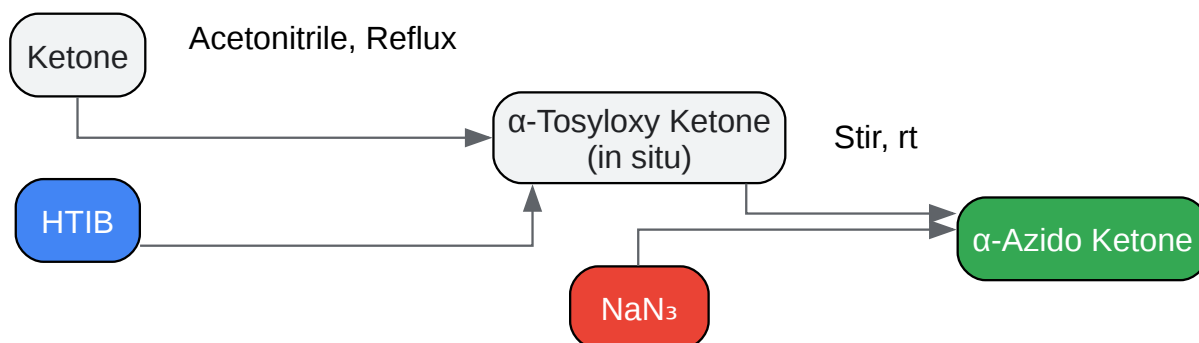 Ketone
Acetonitrile, Reflux
α-Tosyloxy Ketone
(in situ)
Stir, rt
HTIB
α-Azido Ketone
NaN₃